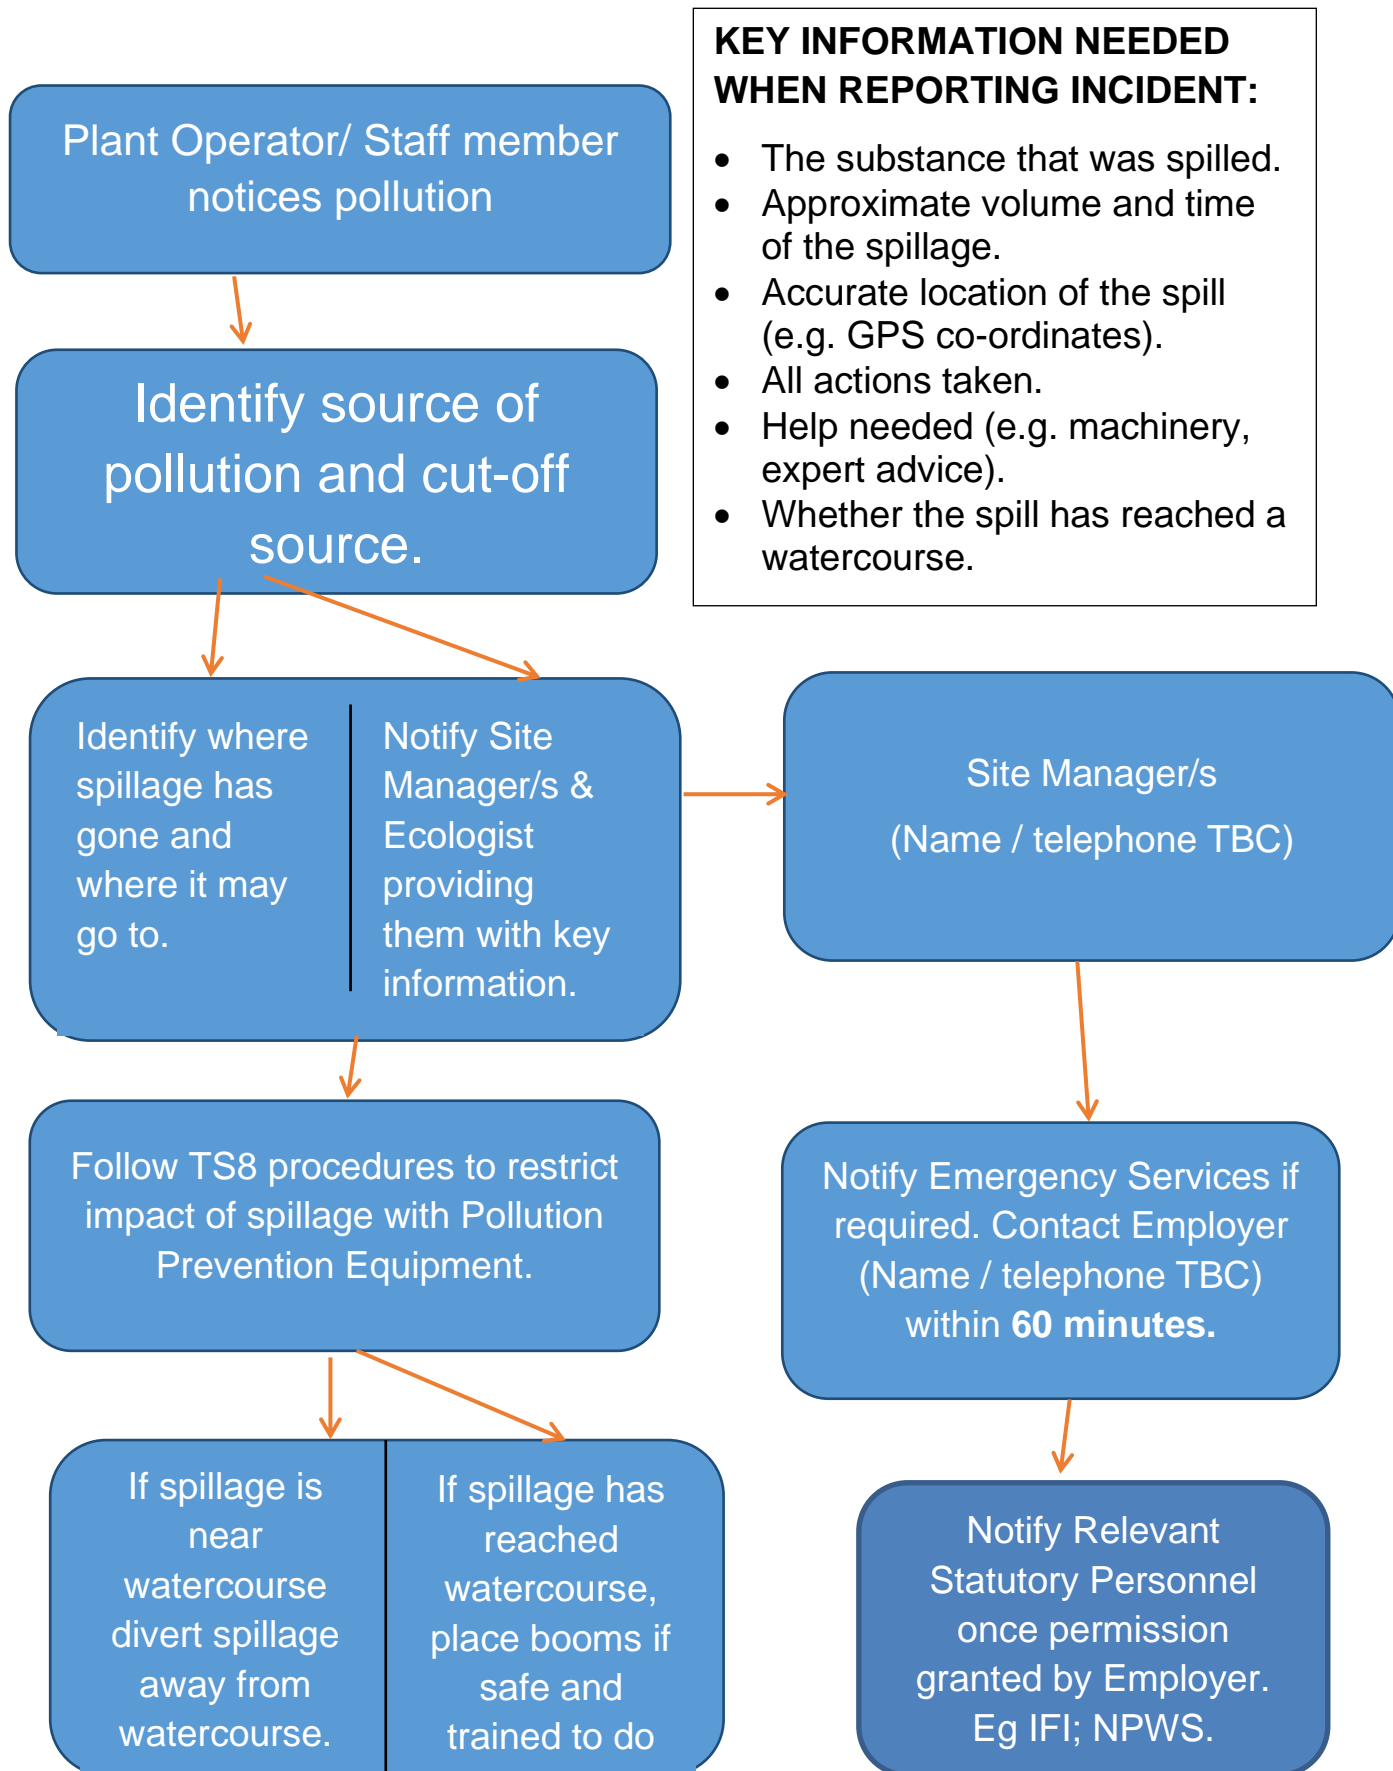 KEY INFORMATION NEEDED
WHEN REPORTING INCIDENT:
• The substance that was spilled.
• Approximate volume and time
of the spillage.
• Accurate location of the spill
(e.g. GPS co-ordinates).
• All actions taken.
• Help needed (e.g. machinery,
expert advice).
• Whether the spill has reached a
watercourse.
Plant Operator/ Staff member
notices pollution
Identify source of
pollution and cut-off
source.
Identify where
spillage has
gone and
where it may
go to.
Notify Site
Manager/s &
Ecologist
providing
them with key
information.
Site Manager/s
(Name / telephone TBC)
Follow TS8 procedures to restrict
impact of spillage with Pollution
Prevention Equipment.
Notify Emergency Services if
required. Contact Employer
(Name / telephone TBC)
within 60 minutes.
If spillage is
near
watercourse
divert spillage
away from
watercourse.
If spillage has
reached
watercourse,
place booms if
safe and
trained to do
Notify Relevant
Statutory Personnel
once permission
granted by Employer.
Eg IFI; NPWS.